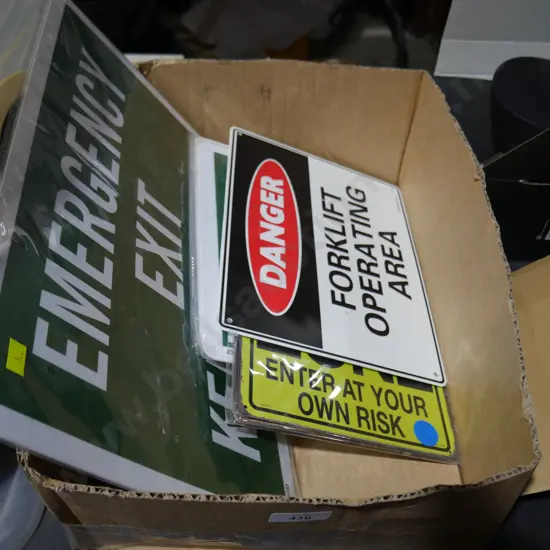 EMERGENCY
EXIT
DANGER
FORKLIFT
OPERATING
AREA
ENTER AT YOUR
OWN RISK